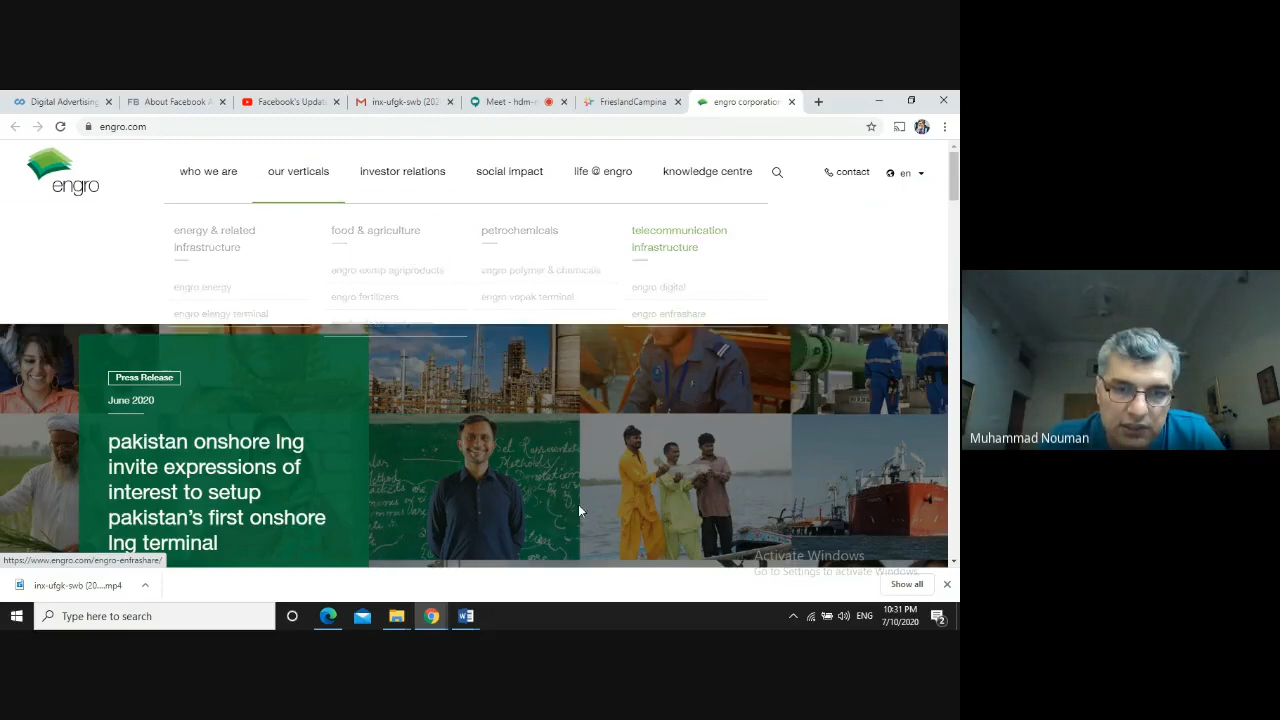 Digital Advertising
About Facebook A
Facebook's Updat
inx-ufgk-swb (202
Meet - hdm-
FrieslandCampina
engro corporation
engro.com
engro
who we are
our verticals
investor relations
social impact
life @ engro
knowledge centre
contact
en
energy & related
infrastructure
engro energy
engro elengy terminal
food & agriculture
engro eximp agriproducts
engro fertilizers
petrochemicals
engro polymer & chemicals
engro vopak terminal
telecommunication
infrastructure
engro digital
engro enfrashare
Press Release
June 2020
pakistan onshore lng
invite expressions of
interest to setup
pakistan's first onshore
lng terminal
Muhammad Nouman
Activate Windows
Go to Settings to activate Windows.
https://www.engro.com/engro-enfrashare/
inx-ufgk-swb (20....mp4
Show all
Type here to search
ENG
10:31 PM
7/10/2020
2